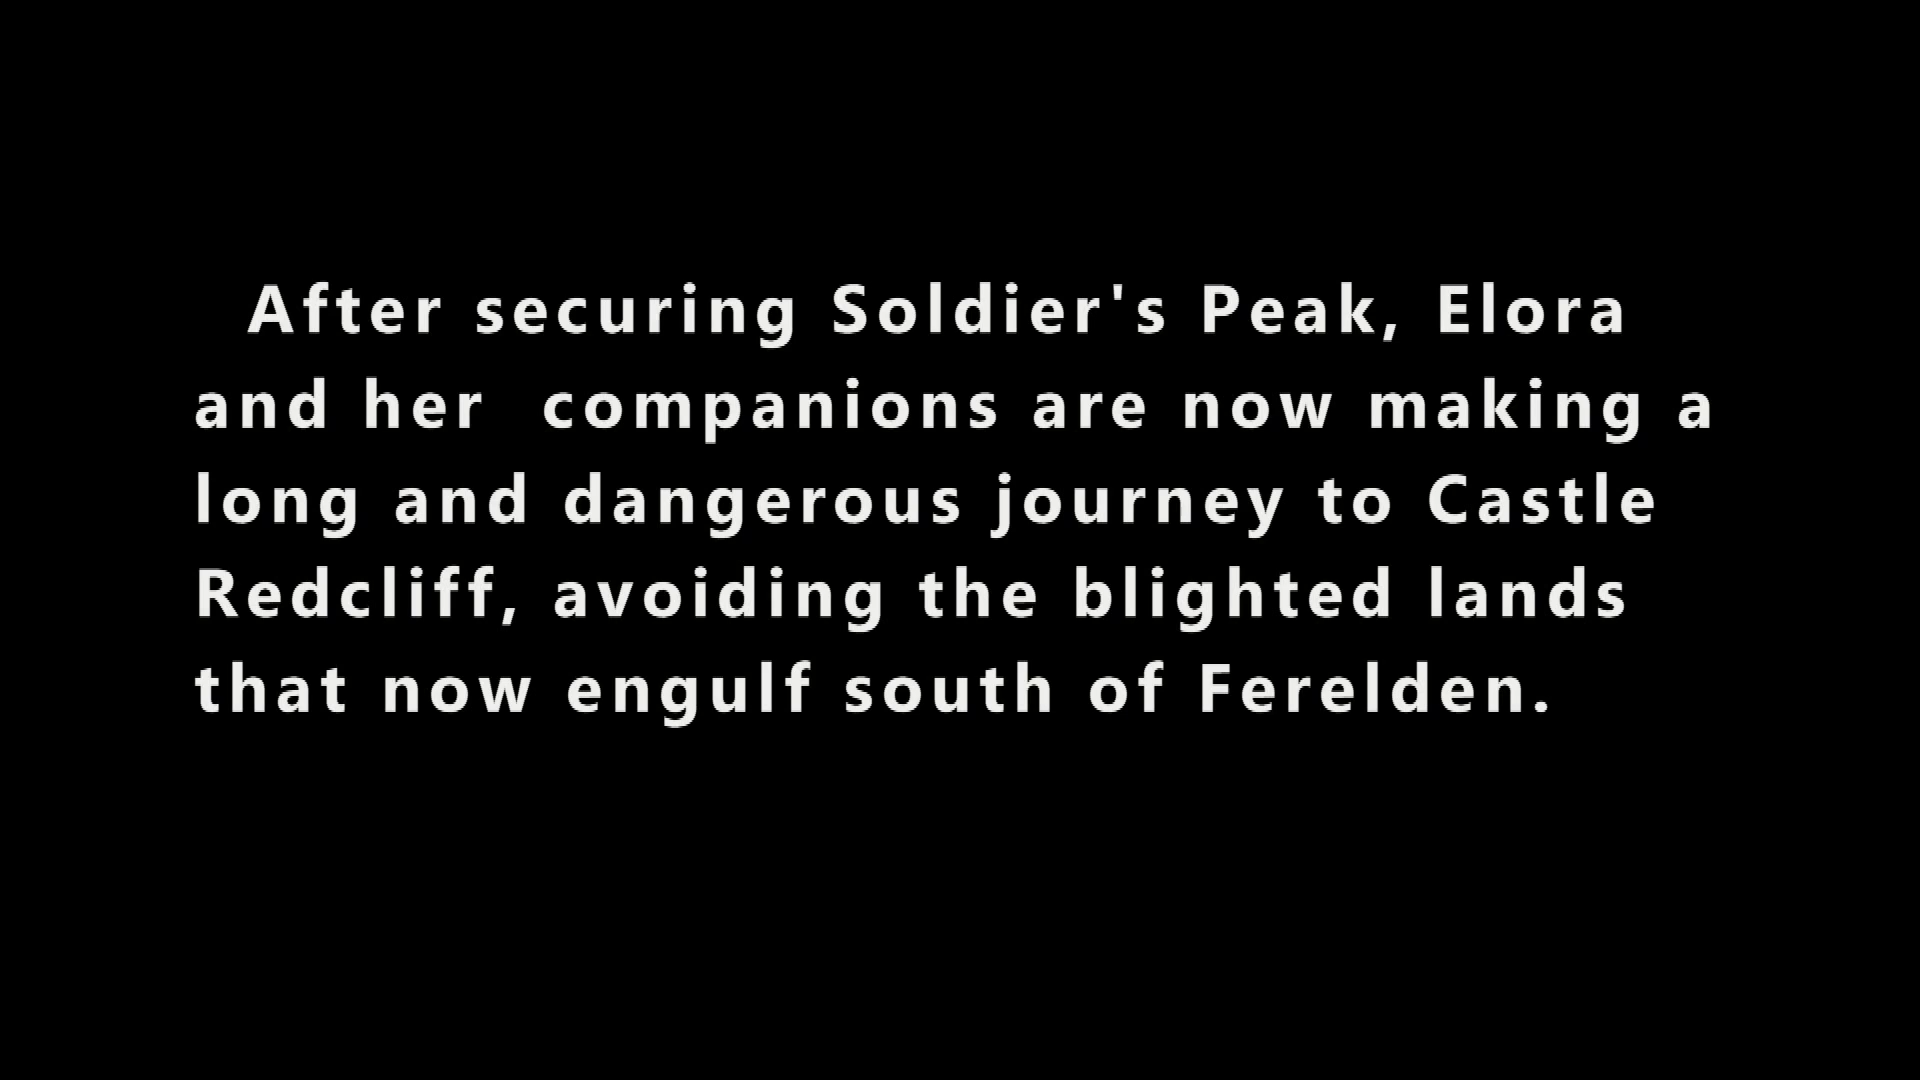 After securing Soldier's Peak, Elora
and her  companions are now making a
long and dangerous journey to Castle
Redcliff, avoiding the blighted lands
that now engulf south of Ferelden.